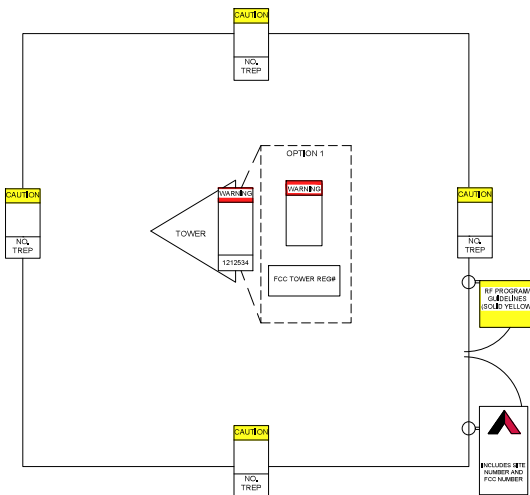 CAUTION
NO.
TREP
OPTION 1
CAUTION
NO.
TREP
TOWER
WARNING
1212534
WARNING
FCC TOWER REG#
CAUTION
NO.
TREP
RF PROGRAM/
GUIDELINES
(SOLID YELLOW
CAUTION
NO.
TREP
INCLUDES SITE
NUMBER AND
FCC NUMBER